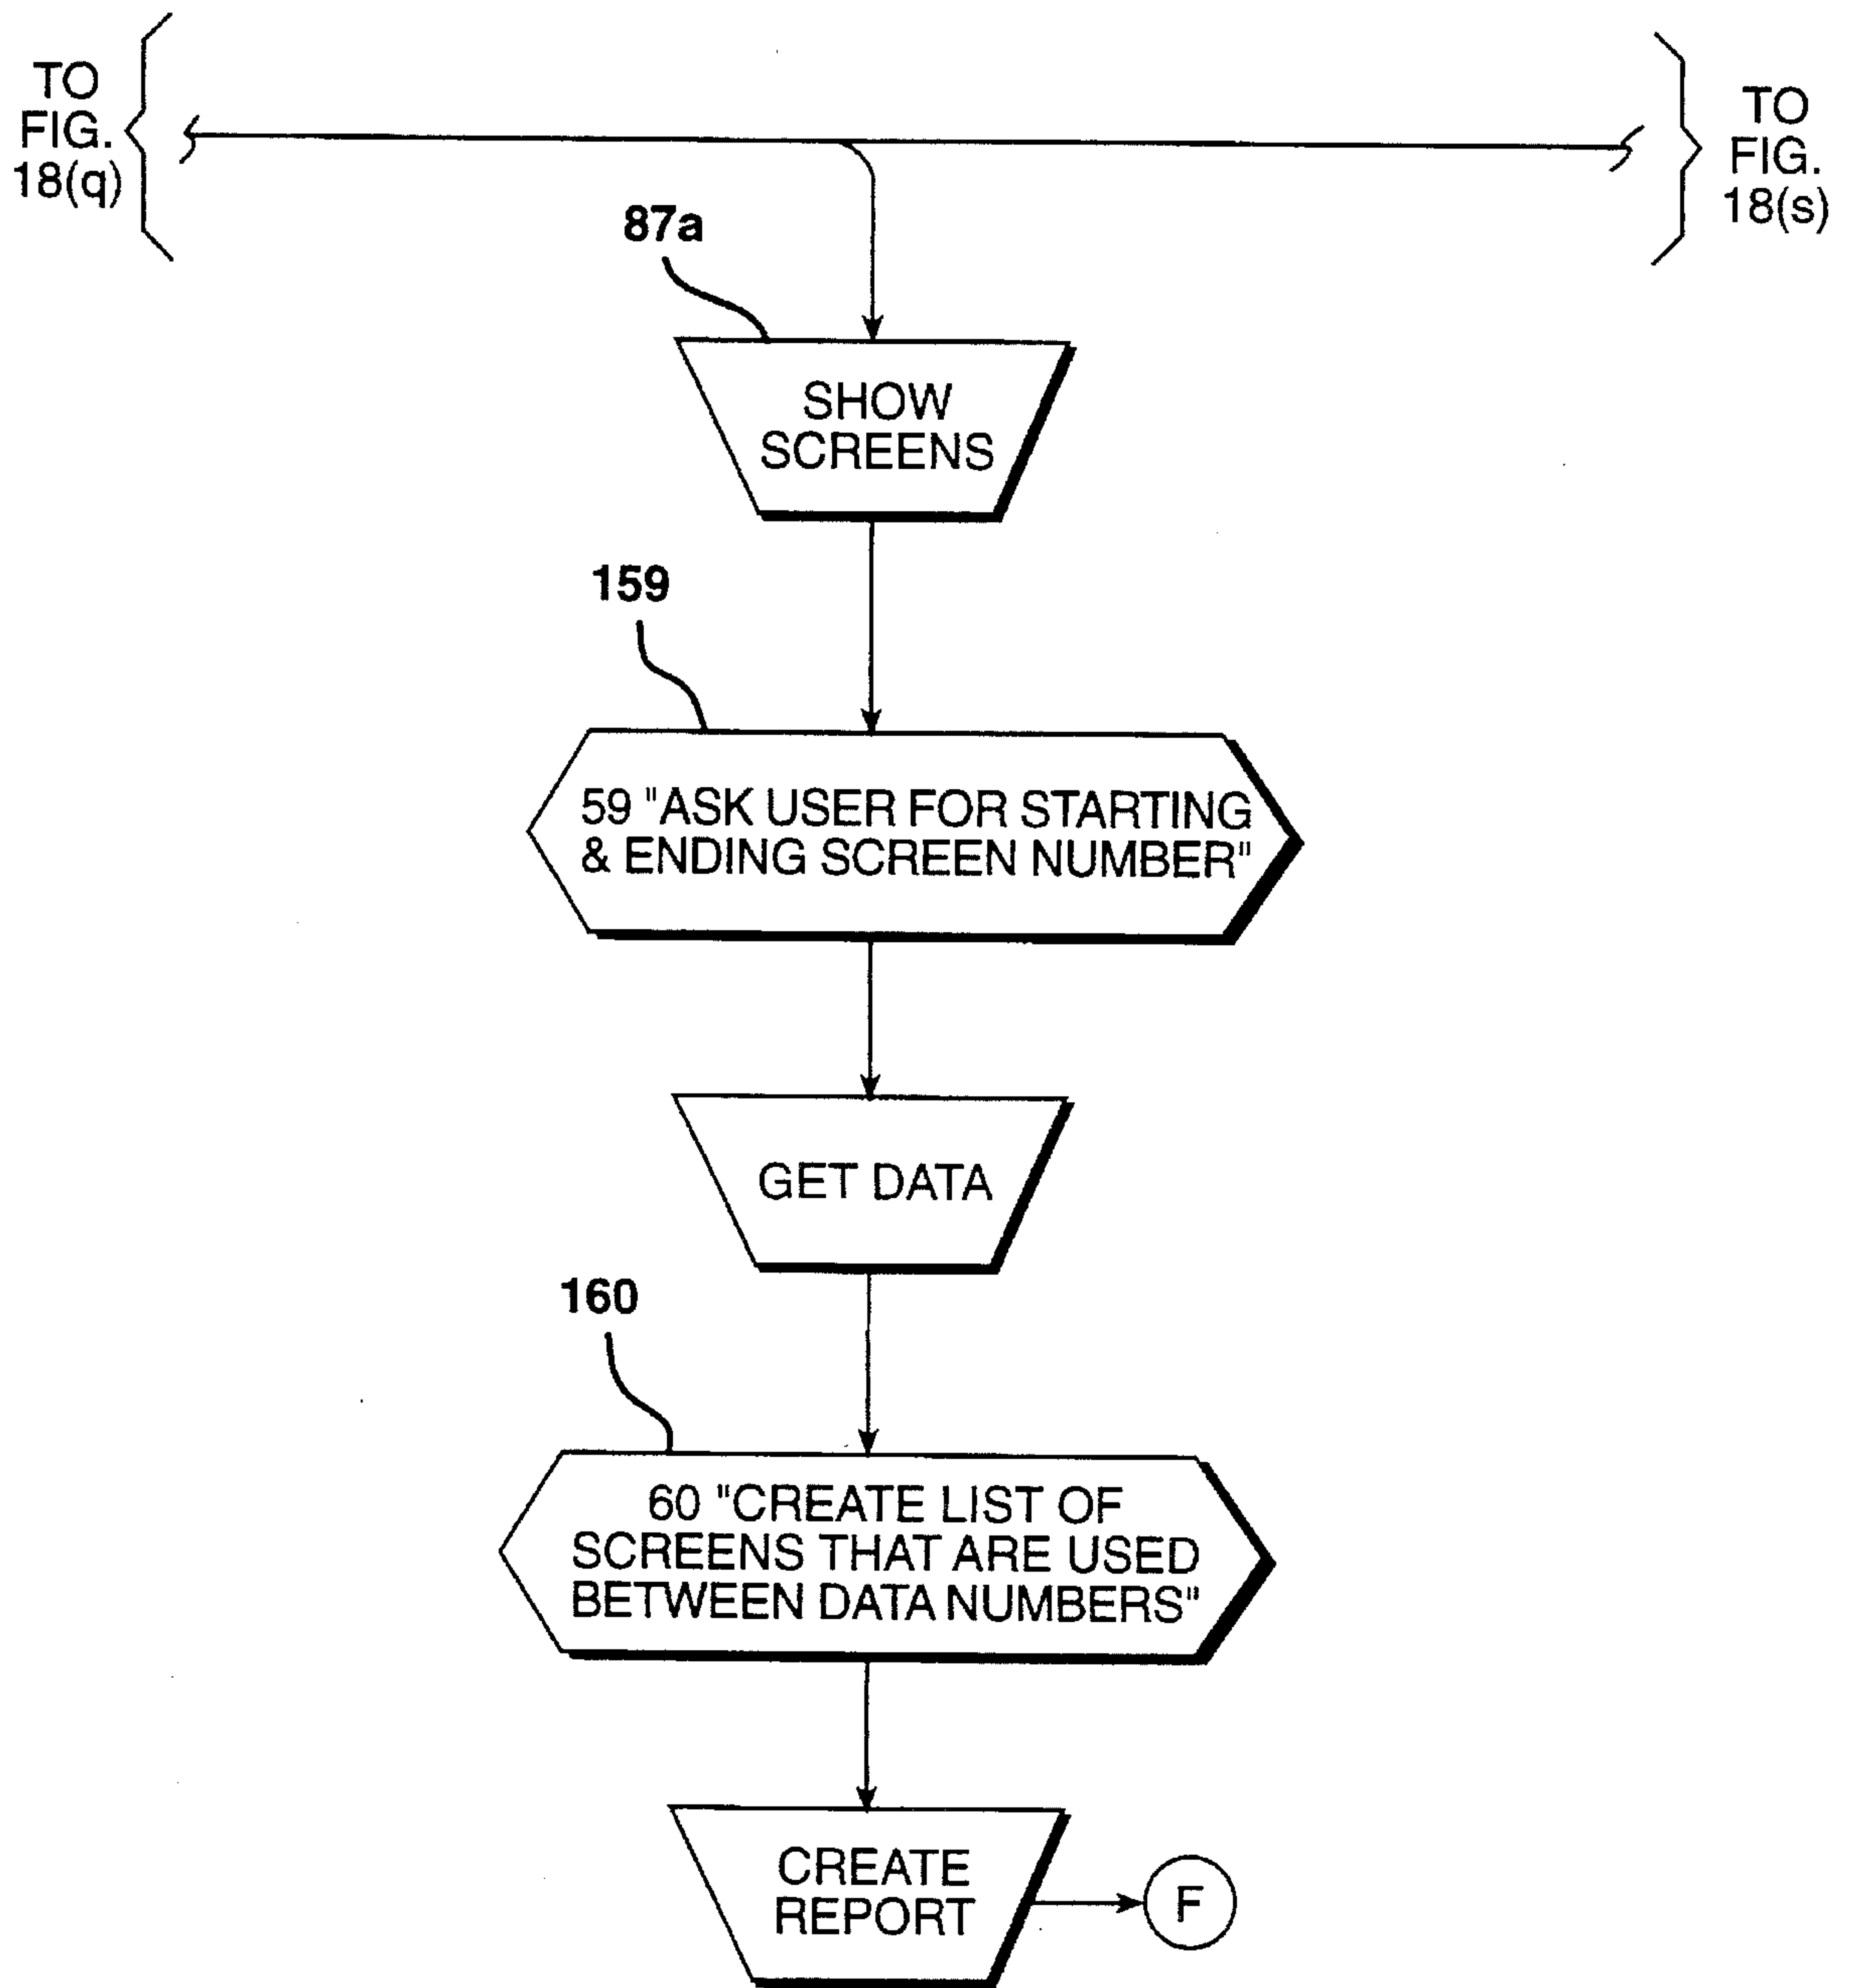 TO
FIG.
18(q)
TO
FIG.
18(s)
87a
SHOW
SCREENS
159
59 "ASK USER FOR STARTING
& ENDING SCREEN NUMBER"
GET DATA
160
60 "CREATE LIST OF
SCREENS THAT ARE USED
BETWEEN DATA NUMBERS"
CREATE
REPORT
F